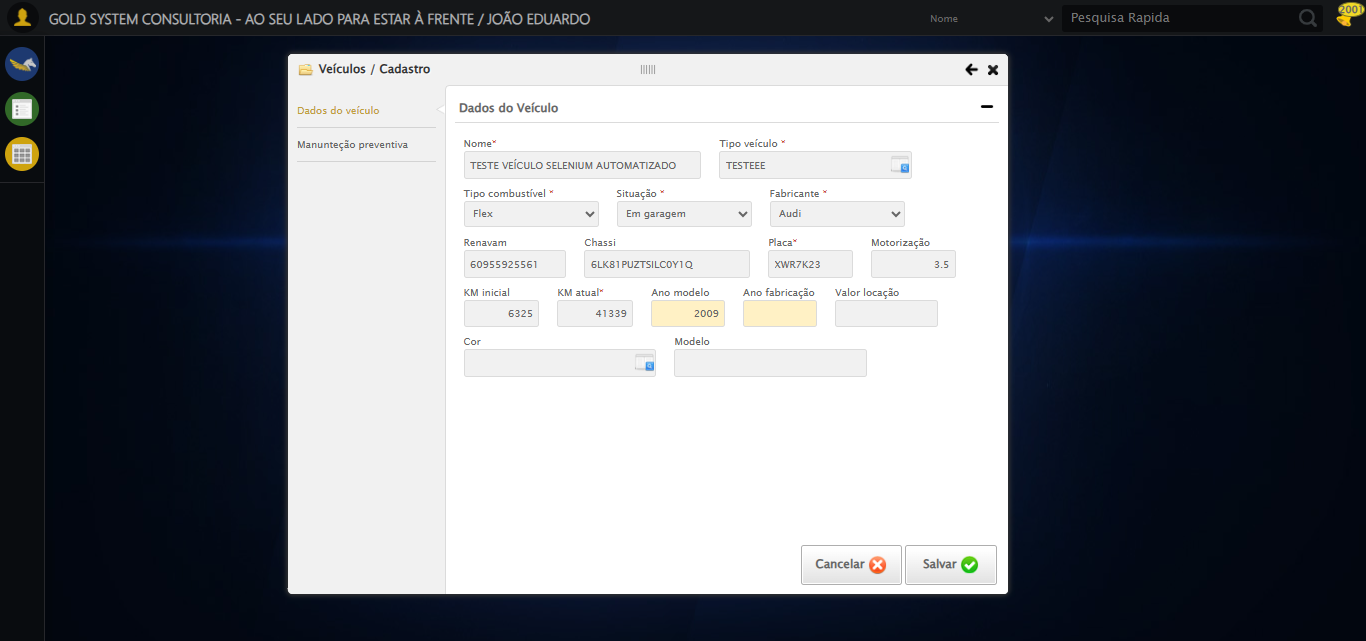 GOLD SYSTEM CONSULTORIA - AO SEU LADO PARA ESTAR À FRENTE / JOÃO EDUARDO
Nome
Pesquisa Rapida
2001
Veículos / Cadastro
Dados do veículo
Manunteção preventiva
Dados do Veículo
Nome*
Tipo veículo *
TESTE VEÍCULO SELENIUM AUTOMATIZADO
TESTEEE
Tipo combustível *
Situação *
Fabricante *
Flex
Em garagem
Audi
Renavam
Chassi
Placa*
Motorização
60955925561
6LK81PUZTSILC0Y1Q
XWR7K23
3.5
KM inicial
KM atual*
Ano modelo
Ano fabricação
Valor locação
6325
41339
2009
Cor
Modelo
Cancelar
Salvar